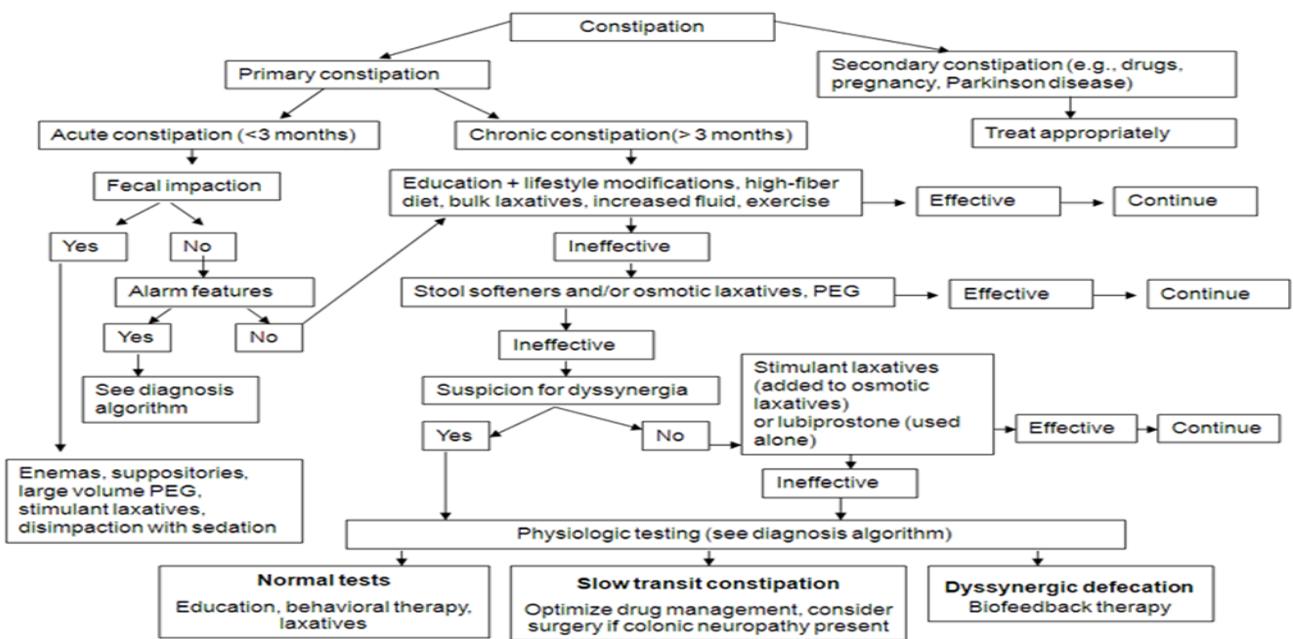 Constipation
Primary constipation
Secondary constipation (e.g., drugs,
pregnancy, Parkinson disease)
Acute constipation (<3 months)
Chronic constipation(> 3 months)
Treat appropriately
Fecal impaction
Education + lifestyle modifications, high-fiber
diet, bulk laxatives, increased fluid, exercise
Effective
Continue
Yes
No
Ineffective
Alarm features
Stool softeners and/or osmotic laxatives, PEG
Effective
Continue
Yes
No
Ineffective
See diagnosis
algorithm
Suspicion for dyssynergia
Stimulant laxatives
(added to osmotic
laxatives)
or lubiprostone (used
alone)
Yes
No
Effective
Continue
Enemas, suppositories,
large volume PEG,
stimulant laxatives,
disimpaction with sedation
Ineffective
Physiologic testing (see diagnosis algorithm)
Normal tests
Education, behavioral therapy,
laxatives
Slow transit constipation
Optimize drug management, consider
surgery if colonic neuropathy present
Dyssynergic defecation
Biofeedback therapy